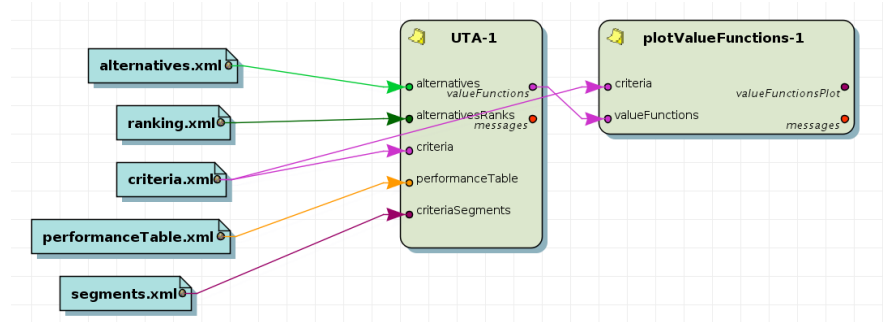 UTA-1
plotValueFunctions-1
alternatives.xml
ranking.xml
criteria.xml
performanceTable.xml
segments.xml
alternatives
valueFunctions
alternativesRanks
messages
criteria
performanceTable
criteriaSegments
criteria
valueFunctionsPlot
valueFunctions
messages